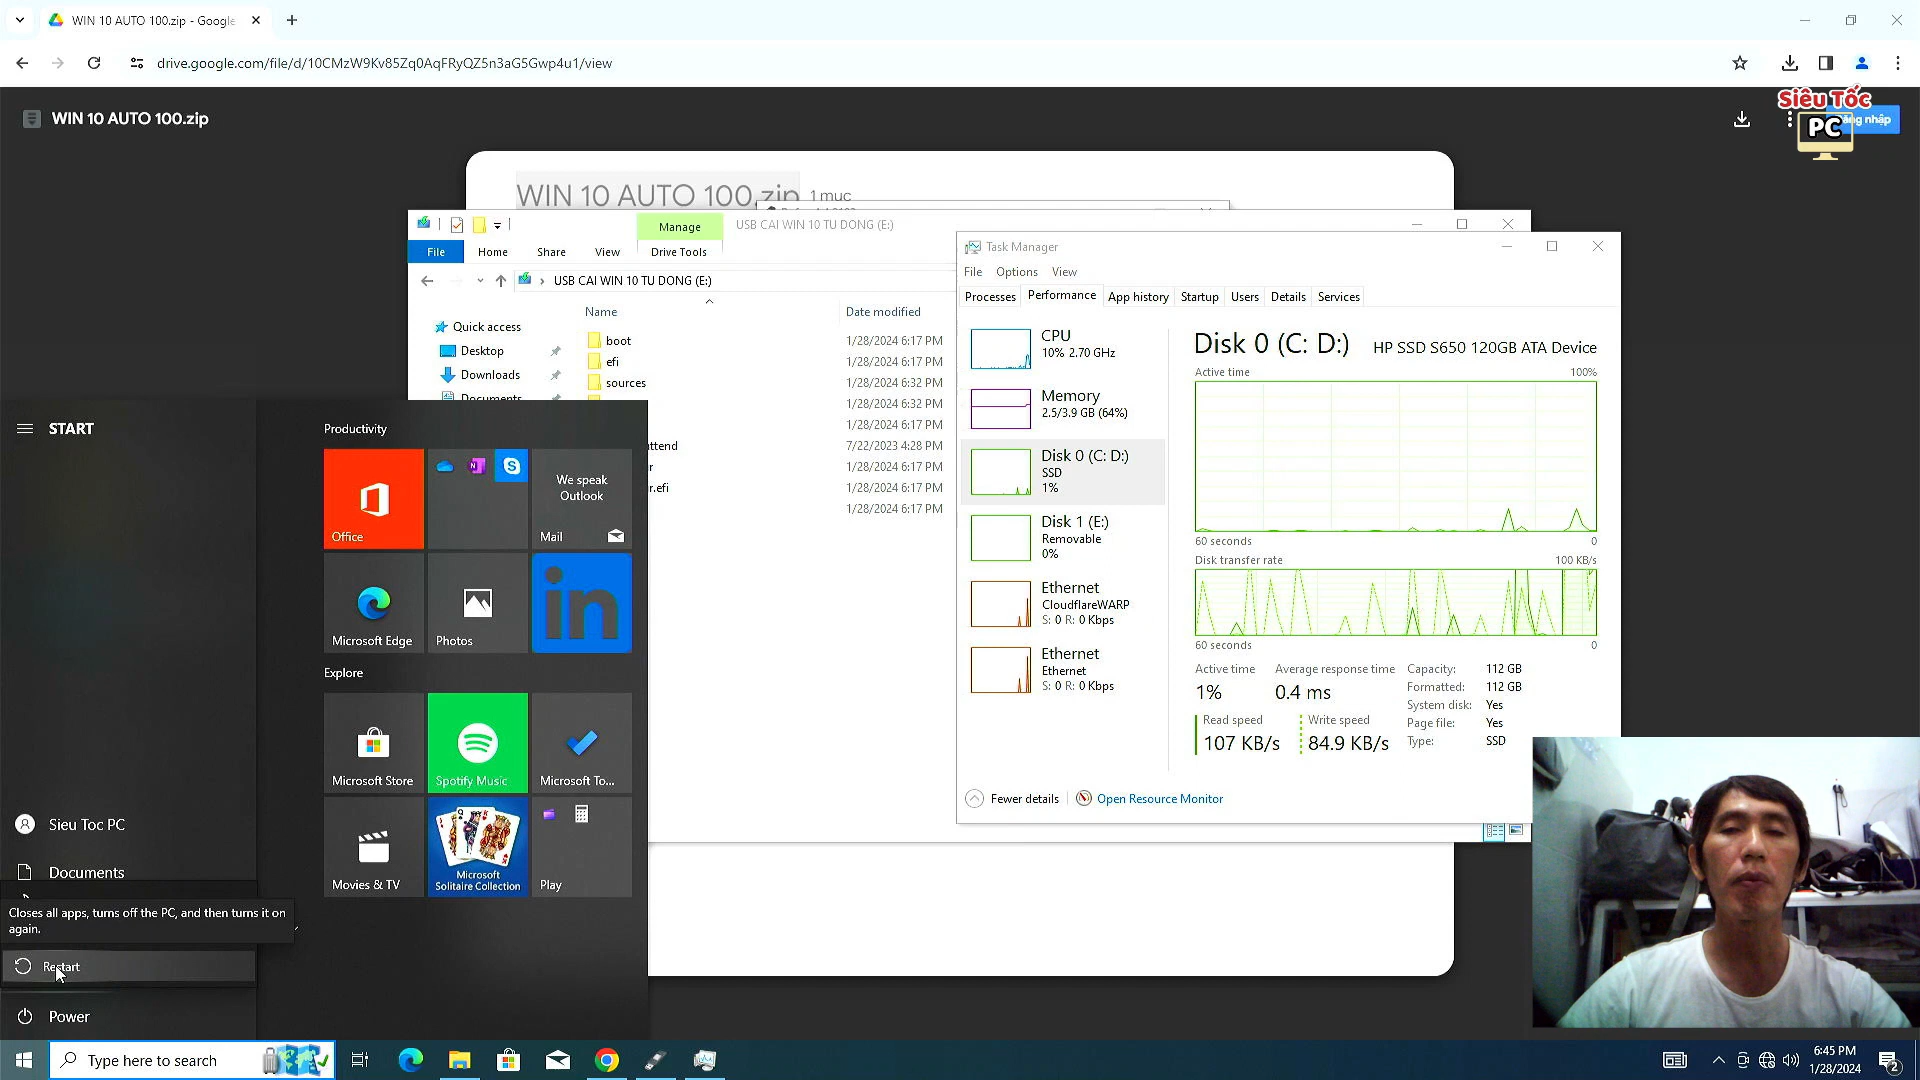 WIN 10 AUTO 100.zip - Google
drive.google.com/file/d/10CMzW9Kv85Zq0AqFRyQZ5n3aG5Gwp4u1/view
WIN 10 AUTO 100.zip
Siêu Tốc
PC
nhập
WIN 10 AUTO 100.zip 1 mục
Manage
USB CAI WIN 10 TU DONG (E:)
File
Home
Share
View
Drive Tools
USB CAI WIN 10 TU DONG (E:)
Name
Date modified
Quick access
Desktop
Downloads
Documents
boot
1/28/2024 6:17 PM
efi
1/28/2024 6:17 PM
sources
1/28/2024 6:32 PM
1/28/2024 6:32 PM
1/28/2024 6:17 PM
ttend
7/22/2023 4:28 PM
r
1/28/2024 6:17 PM
r.efi
1/28/2024 6:17 PM
1/28/2024 6:17 PM
Task Manager
File
Options
View
Processes
Performance
App history
Startup
Users
Details
Services
CPU
10% 2.70 GHz
Memory
2.5/3.9 GB (64%)
Disk 0 (C: D:)
SSD
1%
Disk 1 (E:)
Removable
0%
Ethernet
CloudflareWARP
S: 0 R: 0 Kbps
Ethernet
Ethernet
S: 0 R: 0 Kbps
Disk 0 (C: D:)
HP SSD S650 120GB ATA Device
Active time
100%
60 seconds
0
Disk transfer rate
100 KB/s
60 seconds
0
Active time
1%
Average response time
0.4 ms
Read speed
107 KB/s
Write speed
84.9 KB/s
Capacity: 112 GB
Formatted: 112 GB
System disk: Yes
Page file: Yes
Type: SSD
Fewer details
Open Resource Monitor
START
Productivity
Office
We speak
Outlook
Mail
Microsoft Edge
Photos
in
Explore
Microsoft Store
Spotify Music
Microsoft To...
Movies & TV
Microsoft
Solitaire Collection
Play
Sieu Toc PC
Documents
Closes all apps, turns off the PC, and then turns it on
again.
Restart
Power
Type here to search
6:45 PM
1/28/2024
2